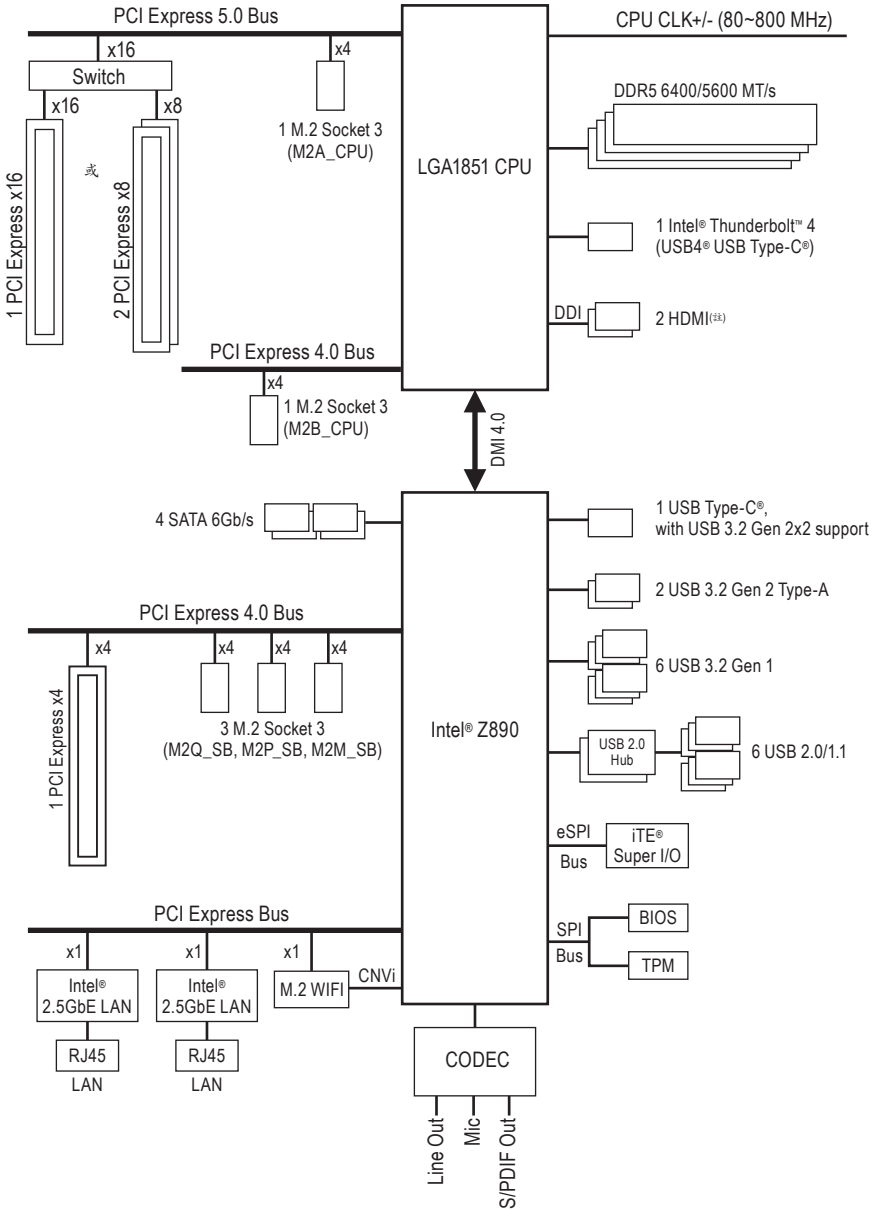 PCI Express 5.0 Bus
CPU CLK+/- (80~800 MHz)
x16
x4
Switch
x16
x8
1 M.2 Socket 3
(M2A_CPU)
LGA1851 CPU
DDR5 6400/5600 MT/s
1 PCI Express x16
或
2 PCI Express x8
1 Intel® Thunderbolt™ 4
(USB4® USB Type-C®)
DDI
2 HDMI(註)
PCI Express 4.0 Bus
x4
1 M.2 Socket 3
(M2B_CPU)
DMI 4.0
4 SATA 6Gb/s
1 USB Type-C®,
with USB 3.2 Gen 2x2 support
2 USB 3.2 Gen 2 Type-A
PCI Express 4.0 Bus
x4
x4
x4
x4
1 PCI Express x4
3 M.2 Socket 3
(M2Q_SB, M2P_SB, M2M_SB)
6 USB 3.2 Gen 1
Intel® Z890
USB 2.0
Hub
6 USB 2.0/1.1
eSPI
Bus
iTE®
Super I/O
PCI Express Bus
SPI
Bus
BIOS
TPM
x1
x1
x1
Intel®
2.5GbE LAN
Intel®
2.5GbE LAN
M.2 WIFI
CNVi
RJ45
LAN
RJ45
LAN
CODEC
Line Out
Mic
S/PDIF Out